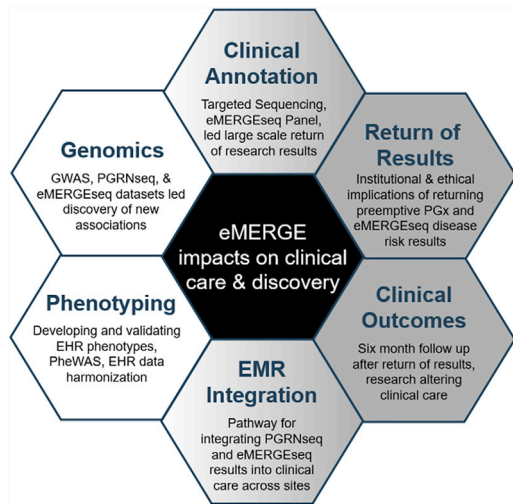 Clinical
Annotation
Targeted Sequencing,
eMERGEseq Panel,
led large scale return
of research results
Genomics
GWAS, PGRNseq, &
eMERGEseq datasets led
discovery of new
associations
Return of
Results
Institutional & ethical
implications of returning
preemptive PGx and
eMERGEseq disease
risk results
eMERGE
impacts on clinical
care & discovery
Phenotyping
Developing and validating
EHR phenotypes,
PheWAS, EHR data
harmonization
Clinical
Outcomes
Six month follow up
after return of results,
research altering
clinical care
EMR
Integration
Pathway for
integrating PGRNseq
and eMERGEseq
results into clinical
care across sites